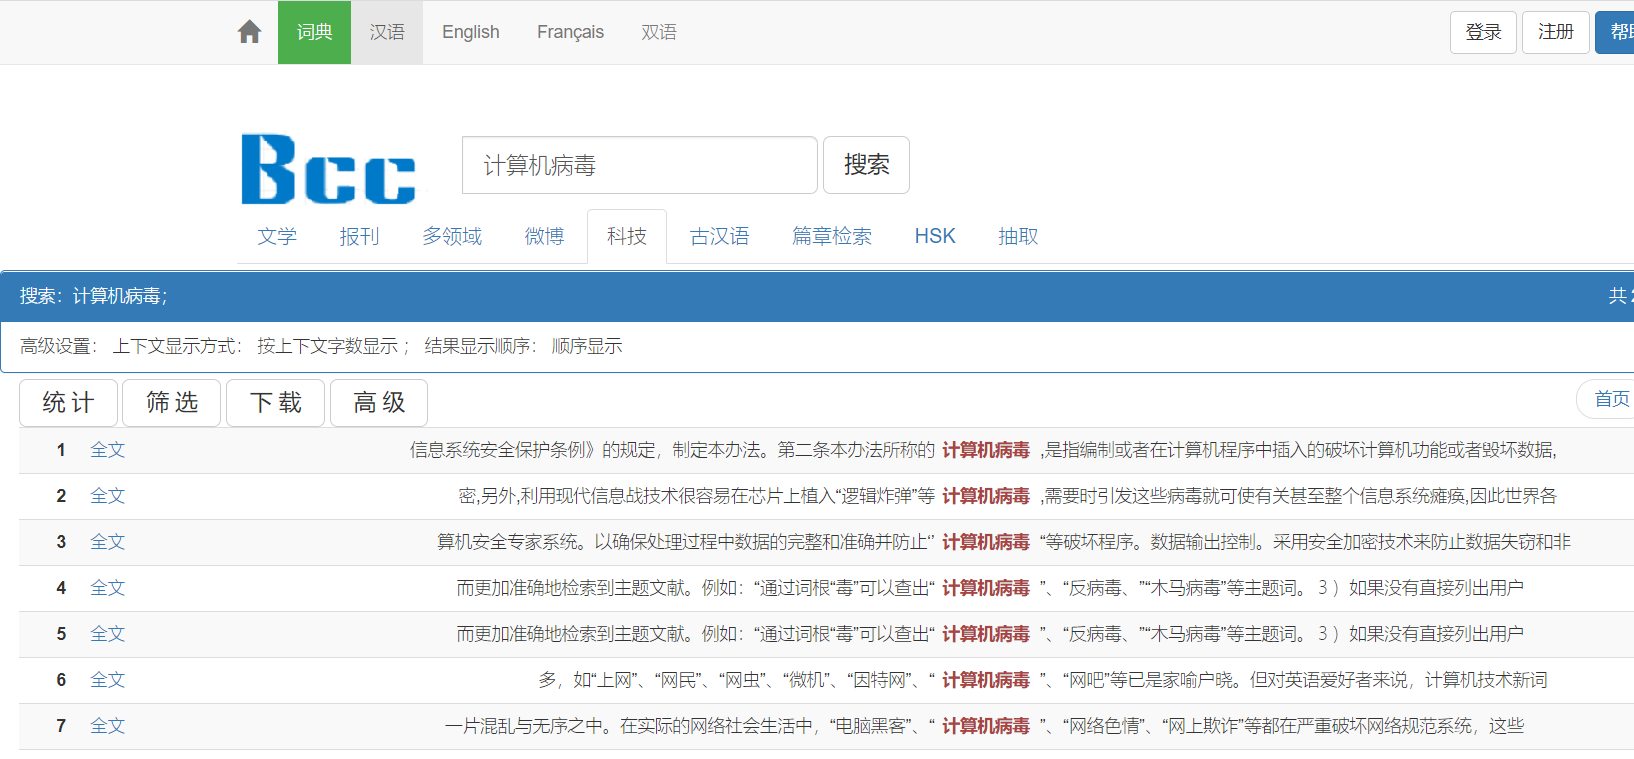 词典 汉语 English Français 双语 登录 注册
Bcc 计算机病毒 搜索
文学 报刊 多领域 微博 科技 古汉语 篇章检索 HSK 抽取
搜索：计算机病毒; 共
高级设置： 上下文显示方式： 按上下文字数显示 ； 结果显示顺序： 顺序显示
统 计 筛 选 下 载 高 级 首页
1 全文 信息系统安全保护条例》的规定，制定本办法。第二条本办法所称的 计算机病毒 ,是指编制或者在计算机程序中插入的破坏计算机功能或者毁坏数据,
2 全文 密,另外,利用现代信息战技术很容易在芯片上植入“逻辑炸弹”等 计算机病毒 ,需要时引发这些病毒就可使有关甚至整个信息系统瘫痪,因此世界各
3 全文 算机安全专家系统。以确保处理过程中数据的完整和准确并防止“” 计算机病毒 “等破坏程序。数据输出控制。采用安全加密技术来防止数据失窃和非
4 全文 而更加准确地检索到主题文献。例如：“通过词根“毒”可以查出“ 计算机病毒 ”、“反病毒、”“木马病毒”等主题词。 3 ）如果没有直接列出用户
5 全文 而更加准确地检索到主题文献。例如：“通过词根“毒”可以查出“ 计算机病毒 ”、“反病毒、”“木马病毒”等主题词。 3 ）如果没有直接列出用户
6 全文 多，如“上网”、“网民”、“网虫”、“微机”、“因特网”、“ 计算机病毒 ”、“网吧”等已是家喻户晓。但对英语爱好者来说，计算机技术新词
7 全文 一片混乱与无序之中。在实际的网络社会生活中，“电脑黑客”、“ 计算机病毒 ”、“网络色情”、“网上欺诈”等都在严重破坏网络规范系统，这些